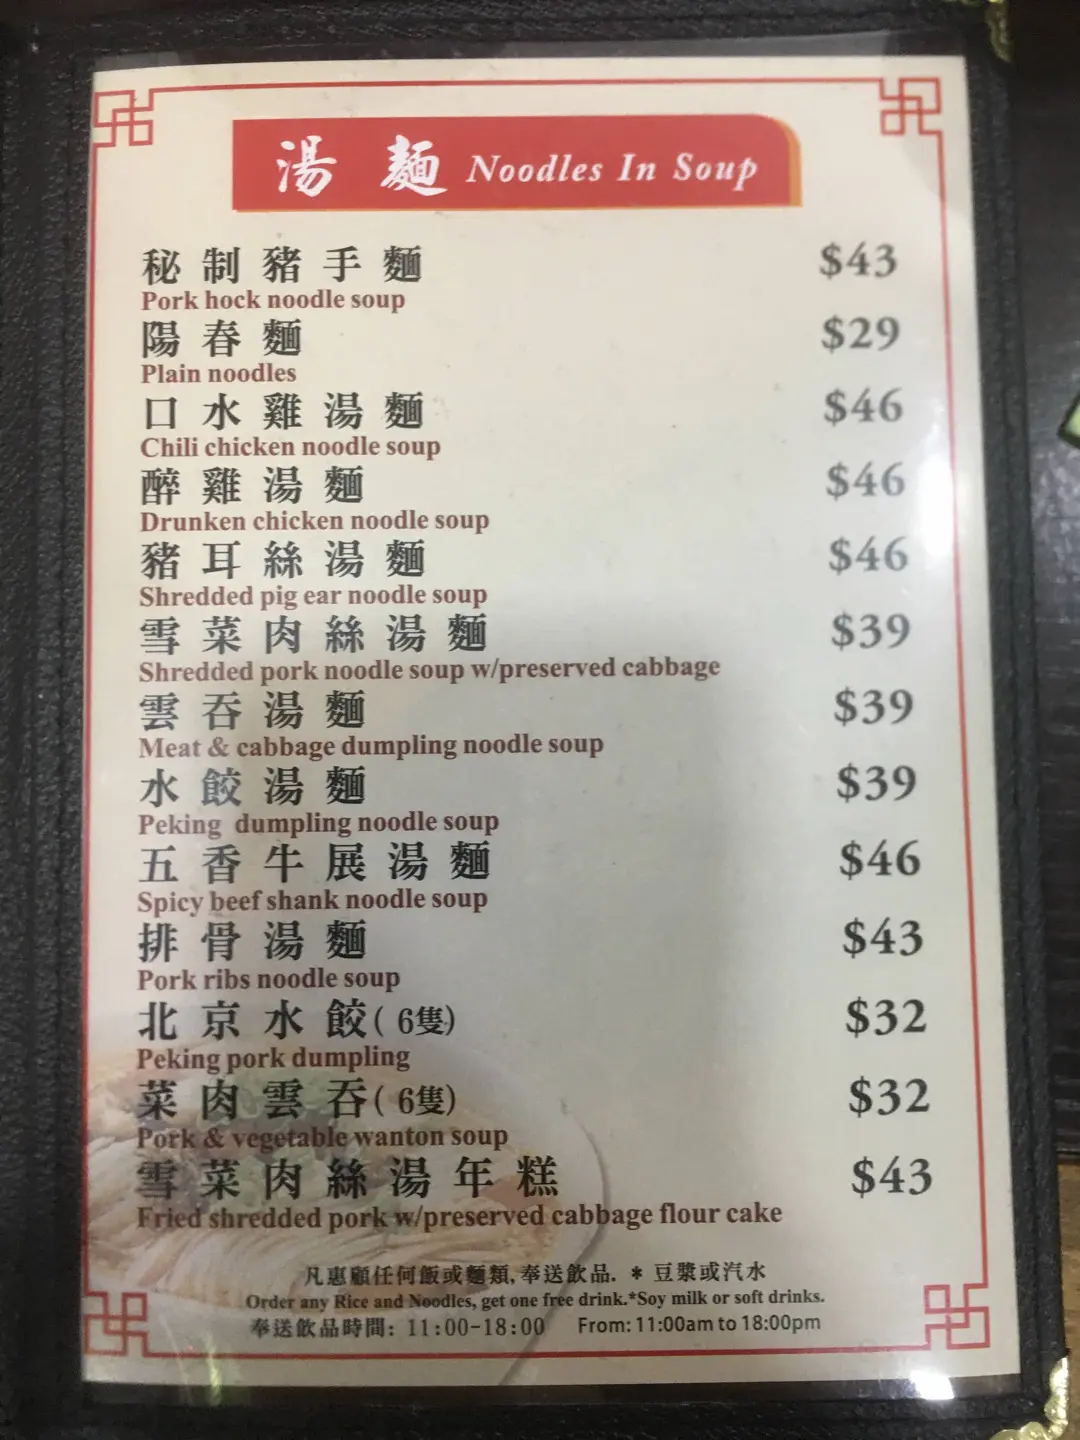 湯麵 Noodles In Soup
秘制豬手麵 $43
Pork hock noodle soup
陽春麵 $29
Plain noodles
口水雞湯麵 $46
Chili chicken noodle soup
醉雞湯麵 $46
Drunken chicken noodle soup
豬耳絲湯麵 $46
Shredded pig ear noodle soup
雪菜肉絲湯麵 $39
Shredded pork noodle soup w/preserved cabbage
雲吞湯麵 $39
Meat & cabbage dumpling noodle soup
水餃湯麵 $39
Peking dumpling noodle soup
五香牛展湯麵 $46
Spicy beef shank noodle soup
排骨湯麵 $43
Pork ribs noodle soup
北京水餃(6隻) $32
Peking pork dumpling
菜肉雲吞(6隻) $32
Pork & vegetable wanton soup
雪菜肉絲湯年糕 $43
Fried shredded pork w/preserved cabbage flour cake
凡惠顧任何飯或麵類,奉送飲品. * 豆漿或汽水
Order any Rice and Noodles, get one free drink.*Soy milk or soft drinks.
奉送飲品時間: 11:00-18:00 From: 11:00am to 18:00pm